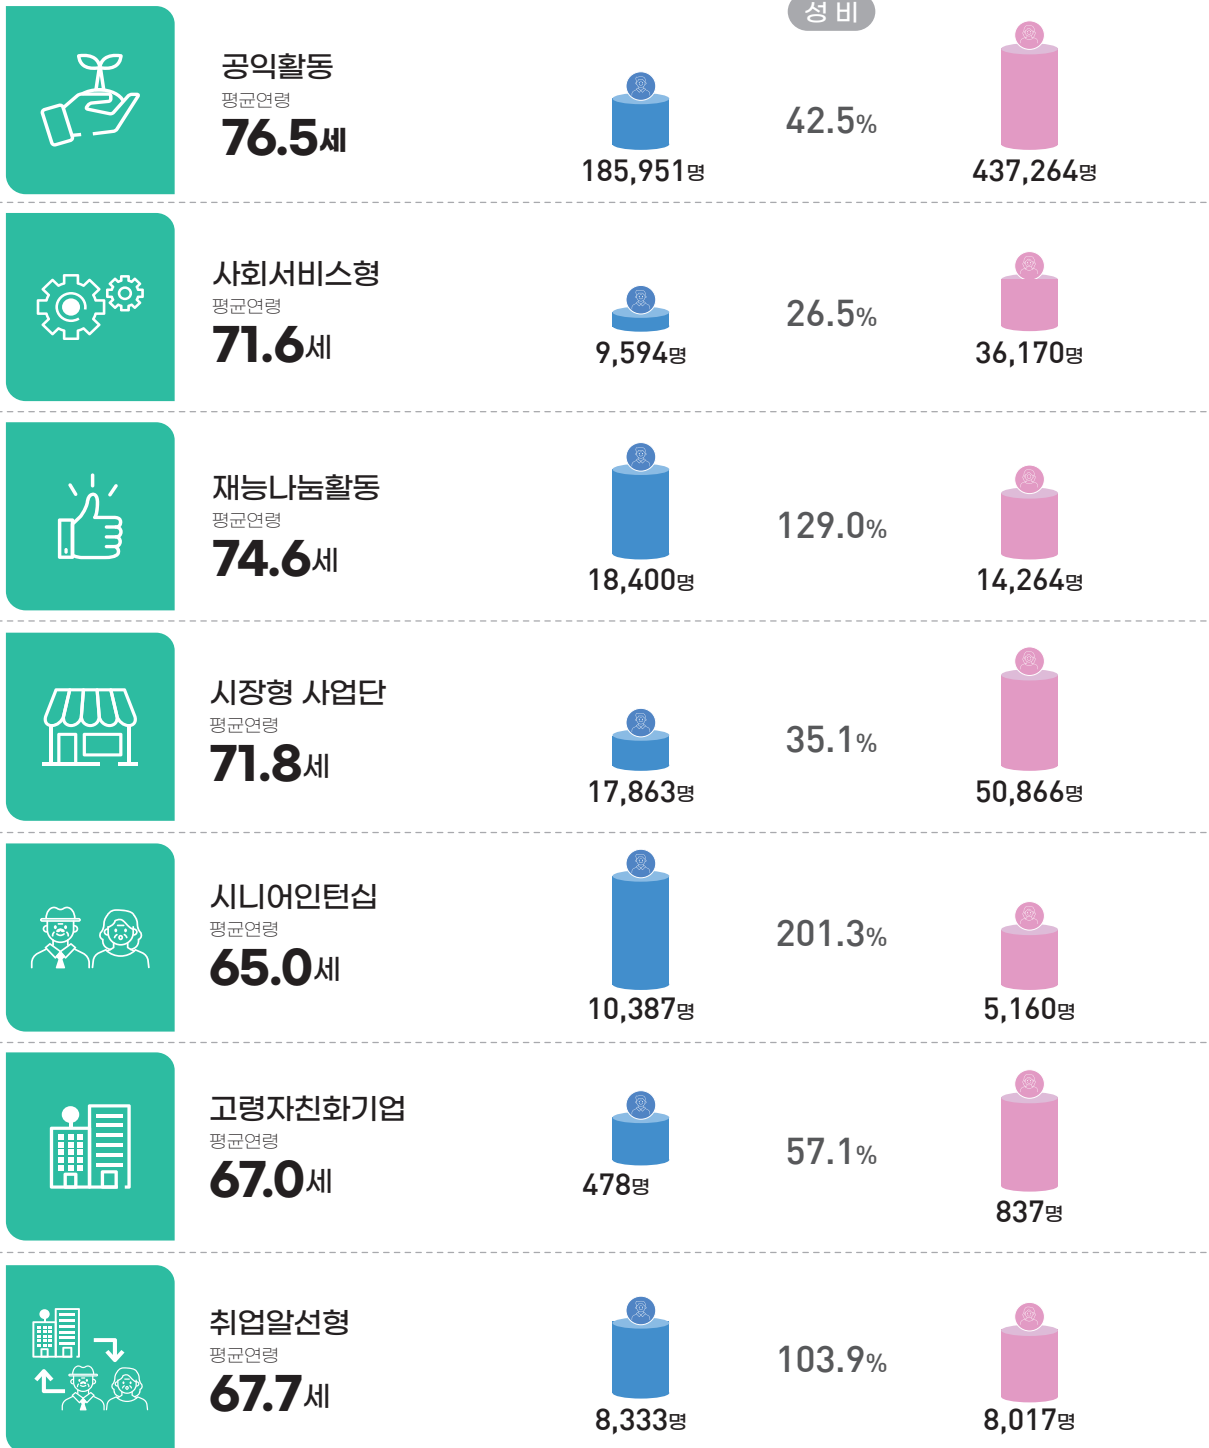 성 비
공익활동
평균연령
76.5세
185,951명
42.5%
437,264명
사회서비스형
평균연령
71.6세
9,594명
26.5%
36,170명
재능나눔활동
평균연령
74.6세
18,400명
129.0%
14,264명
시장형 사업단
평균연령
71.8세
17,863명
35.1%
50,866명
시니어인턴십
평균연령
65.0세
10,387명
201.3%
5,160명
고령자친화기업
평균연령
67.0세
478명
57.1%
837명
취업알선형
평균연령
67.7세
8,333명
103.9%
8,017명